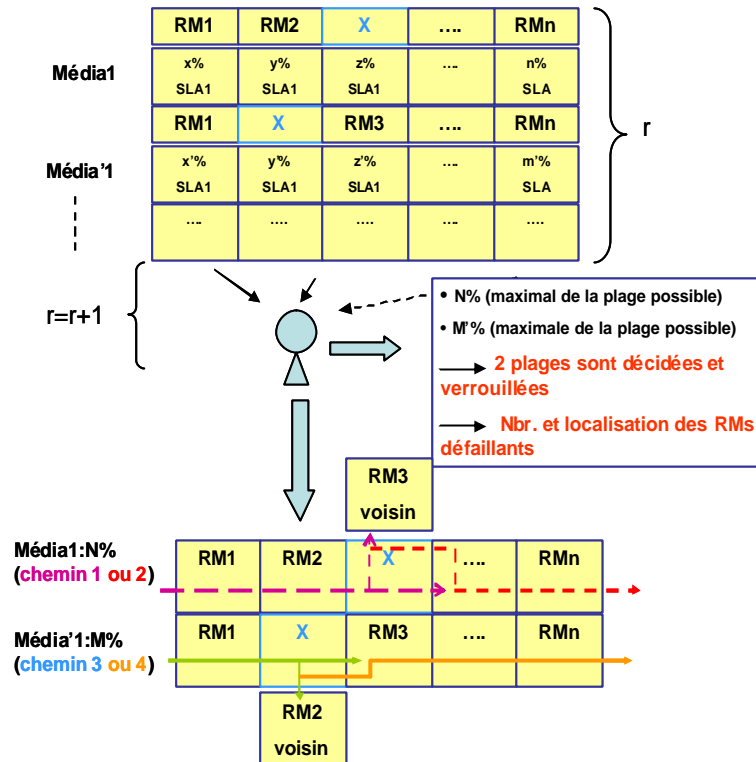 RM1 RM2 X .... RMn
Média1
x% y% z% .... n%
SLA1 SLA1 SLA1 SLA
RM1 X RM3 .... RMn
r
Média'1
x'% y'% z'% .... m'%
SLA1 SLA1 SLA1 SLA
.... .... .... .... ....
r=r+1
• N% (maximal de la plage possible)
• M'% (maximale de la plage possible)
2 plages sont décidées et
verrouillées
Nbr. et localisation des RMs
défaillants
RM3
voisin
Média1:N%
(chemin 1 ou 2)
RM1 RM2 X .... RMn
Média'1:M%
(chemin 3 ou 4)
RM1 X RM3 .... RMn
RM2
voisin